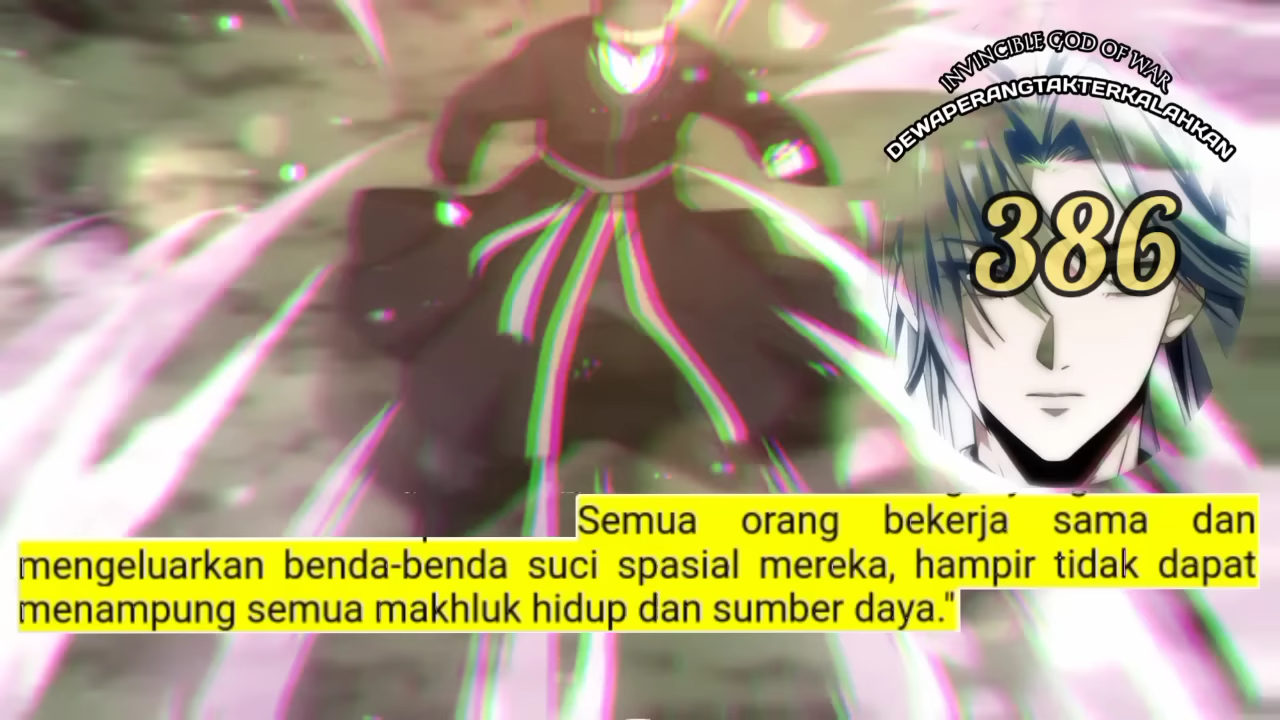 INVINCIBLE GOD OF WAR
DEWAPERANGTAKTERKALAHKAN
386
Semua orang bekerja sama dan
mengeluarkan benda-benda suci spasial mereka, hampir tidak dapat
menampung semua makhluk hidup dan sumber daya."